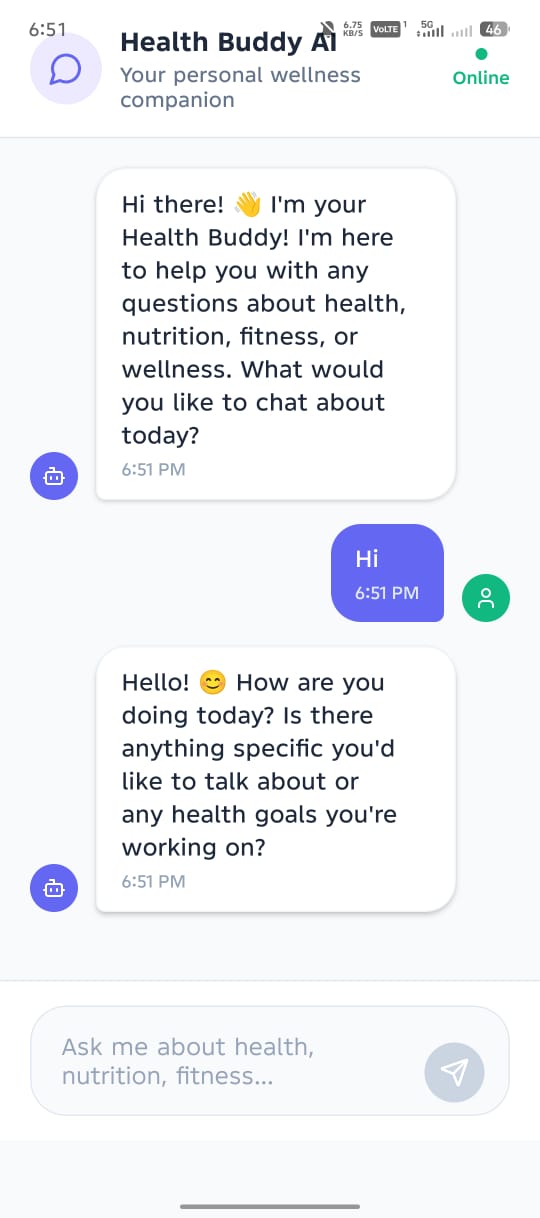 6:51
6.75
KB/S
VoLTE 1
5G
46
Health Buddy AI
Your personal wellness
companion
Online
Hi there! 👋 I'm your
Health Buddy! I'm here
to help you with any
questions about health,
nutrition, fitness, or
wellness. What would
you like to chat about
today?
6:51 PM
Hi
6:51 PM
Hello! 😊 How are you
doing today? Is there
anything specific you'd
like to talk about or
any health goals you're
working on?
6:51 PM
Ask me about health,
nutrition, fitness...